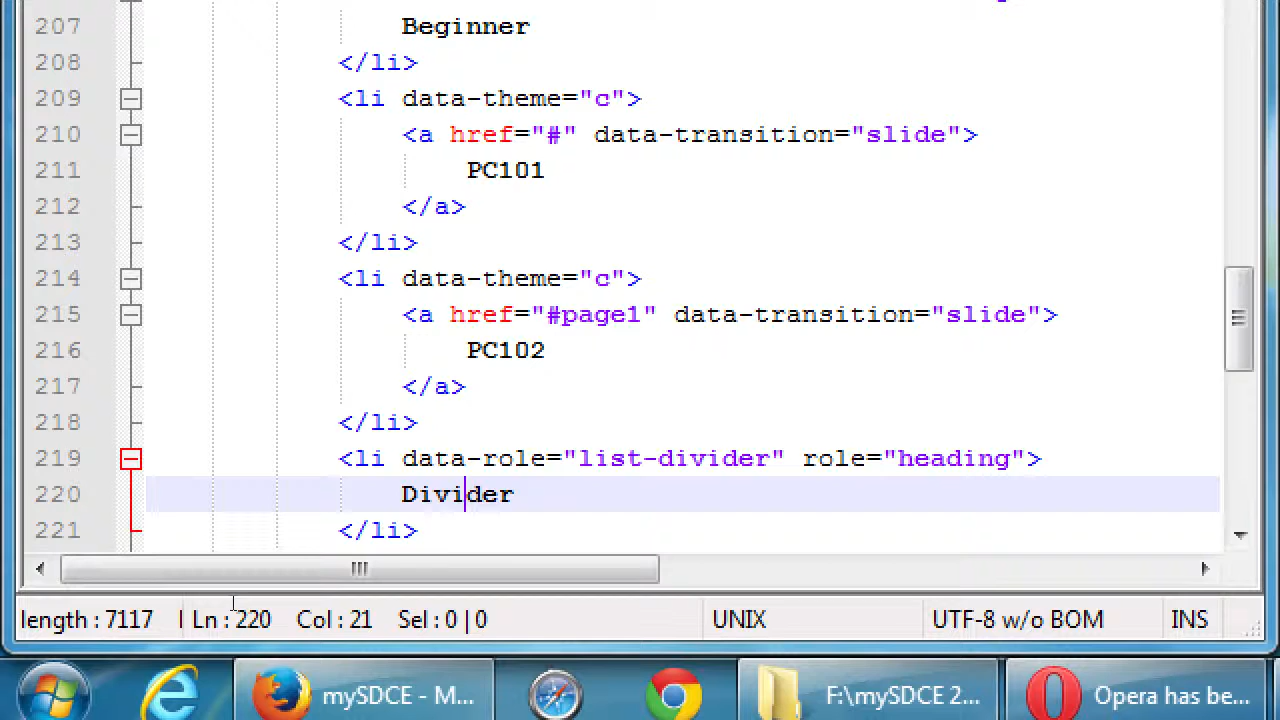 207 Beginner
208 </li>
209 <li data-theme="c">
210 <a href="#" data-transition="slide">
211 PC101
212 </a>
213 </li>
214 <li data-theme="c">
215 <a href="#page1" data-transition="slide">
216 PC102
217 </a>
218 </li>
219 <li data-role="list-divider" role="heading">
220 Divider
221 </li>
length : 7117 Ln : 220 Col : 21 Sel : 0 | 0 UNIX UTF-8 w/o BOM INS
mySDCE - M... F:\mySDCE 2... Opera has be...